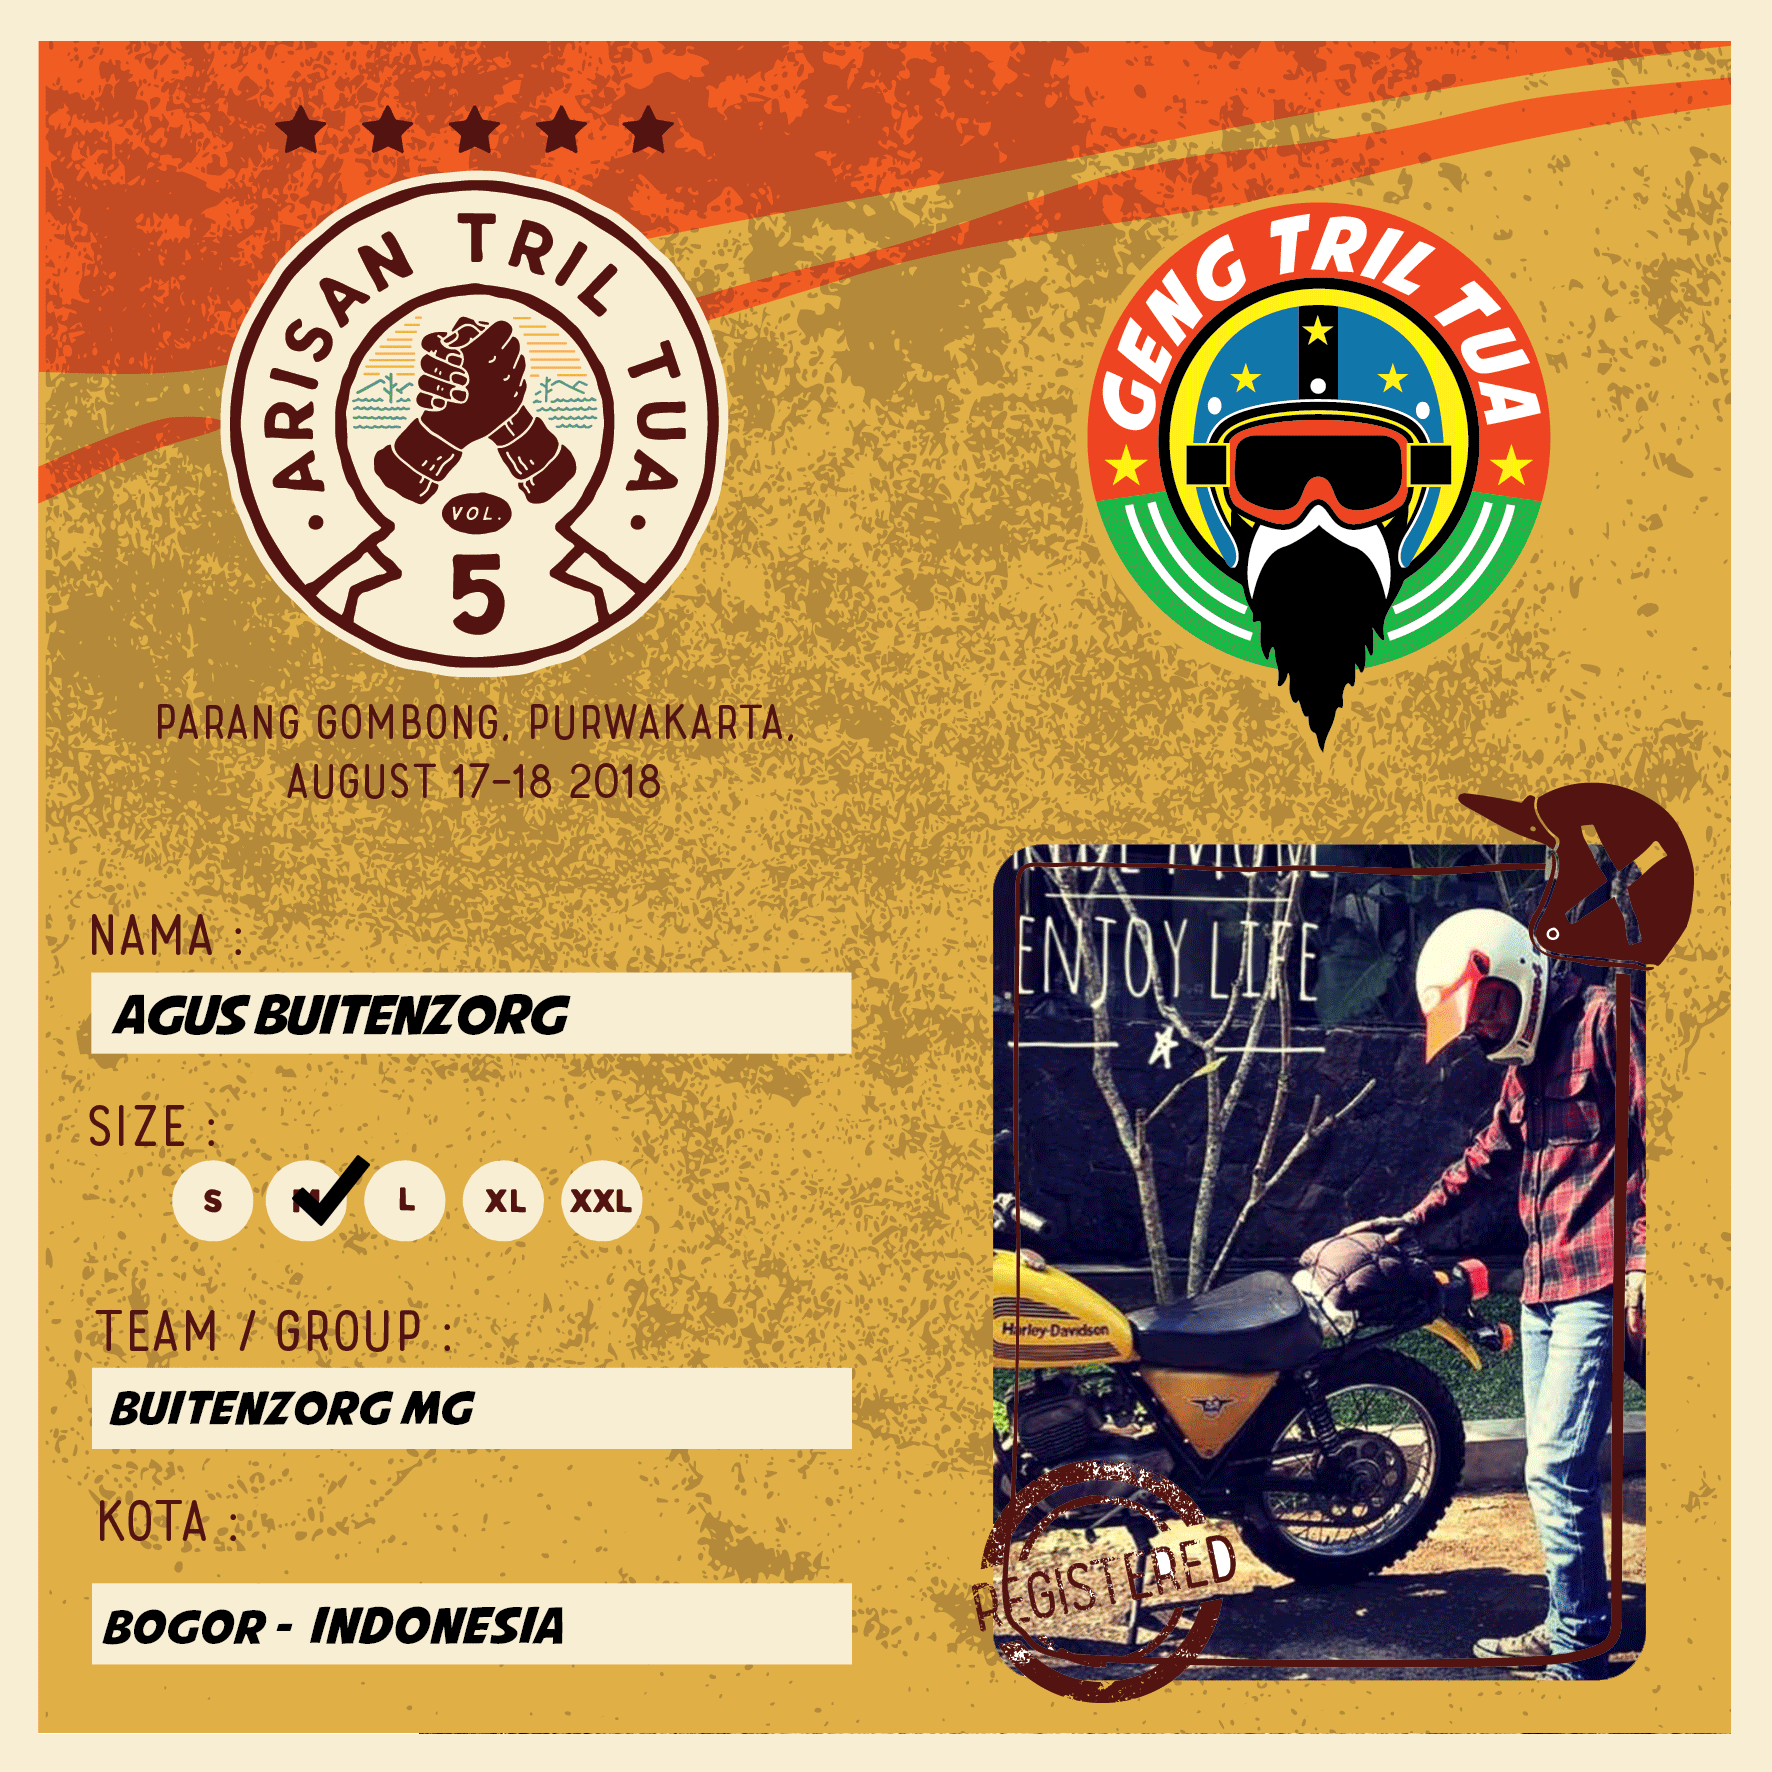 ARISAN TRIL TUA
VOL.
5
PARANG GOMBONG, PURWAKARTA,
AUGUST 17-18 2018
GENG TRIL TUA
NAMA :
AGUS BUITENZORG
SIZE :
S M L XL XXL
TEAM / GROUP :
BUITENZORG MG
KOTA :
BOGOR - INDONESIA
ENJOY LIFE
Harley-Davidson
REGISTERED